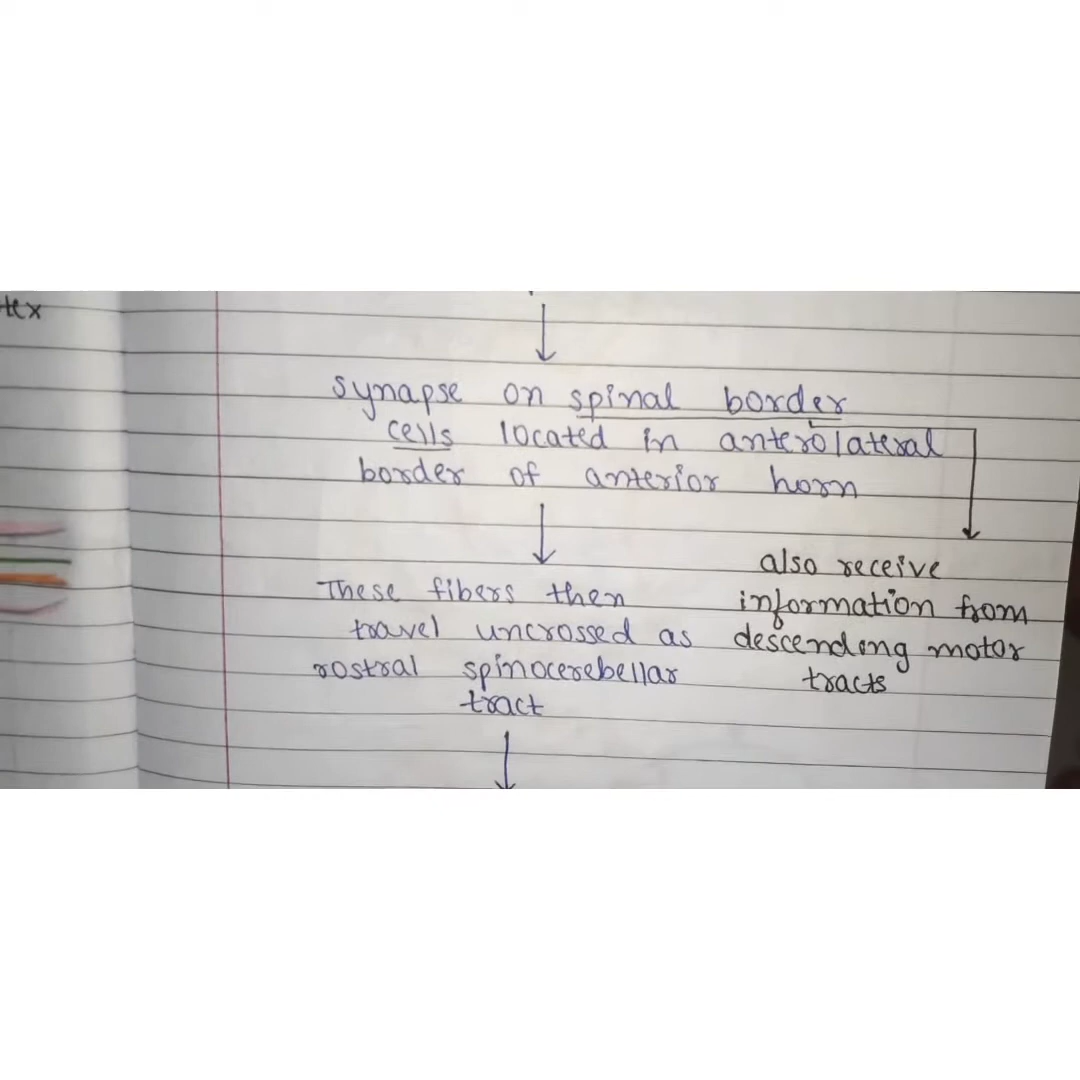 tex
synapse on spinal border
cells located in anterolateral
border of anterior horn
These fibers then
travel uncrossed as
rostral spinocerebellar
tract
also receive
information from
descending motor
tracts